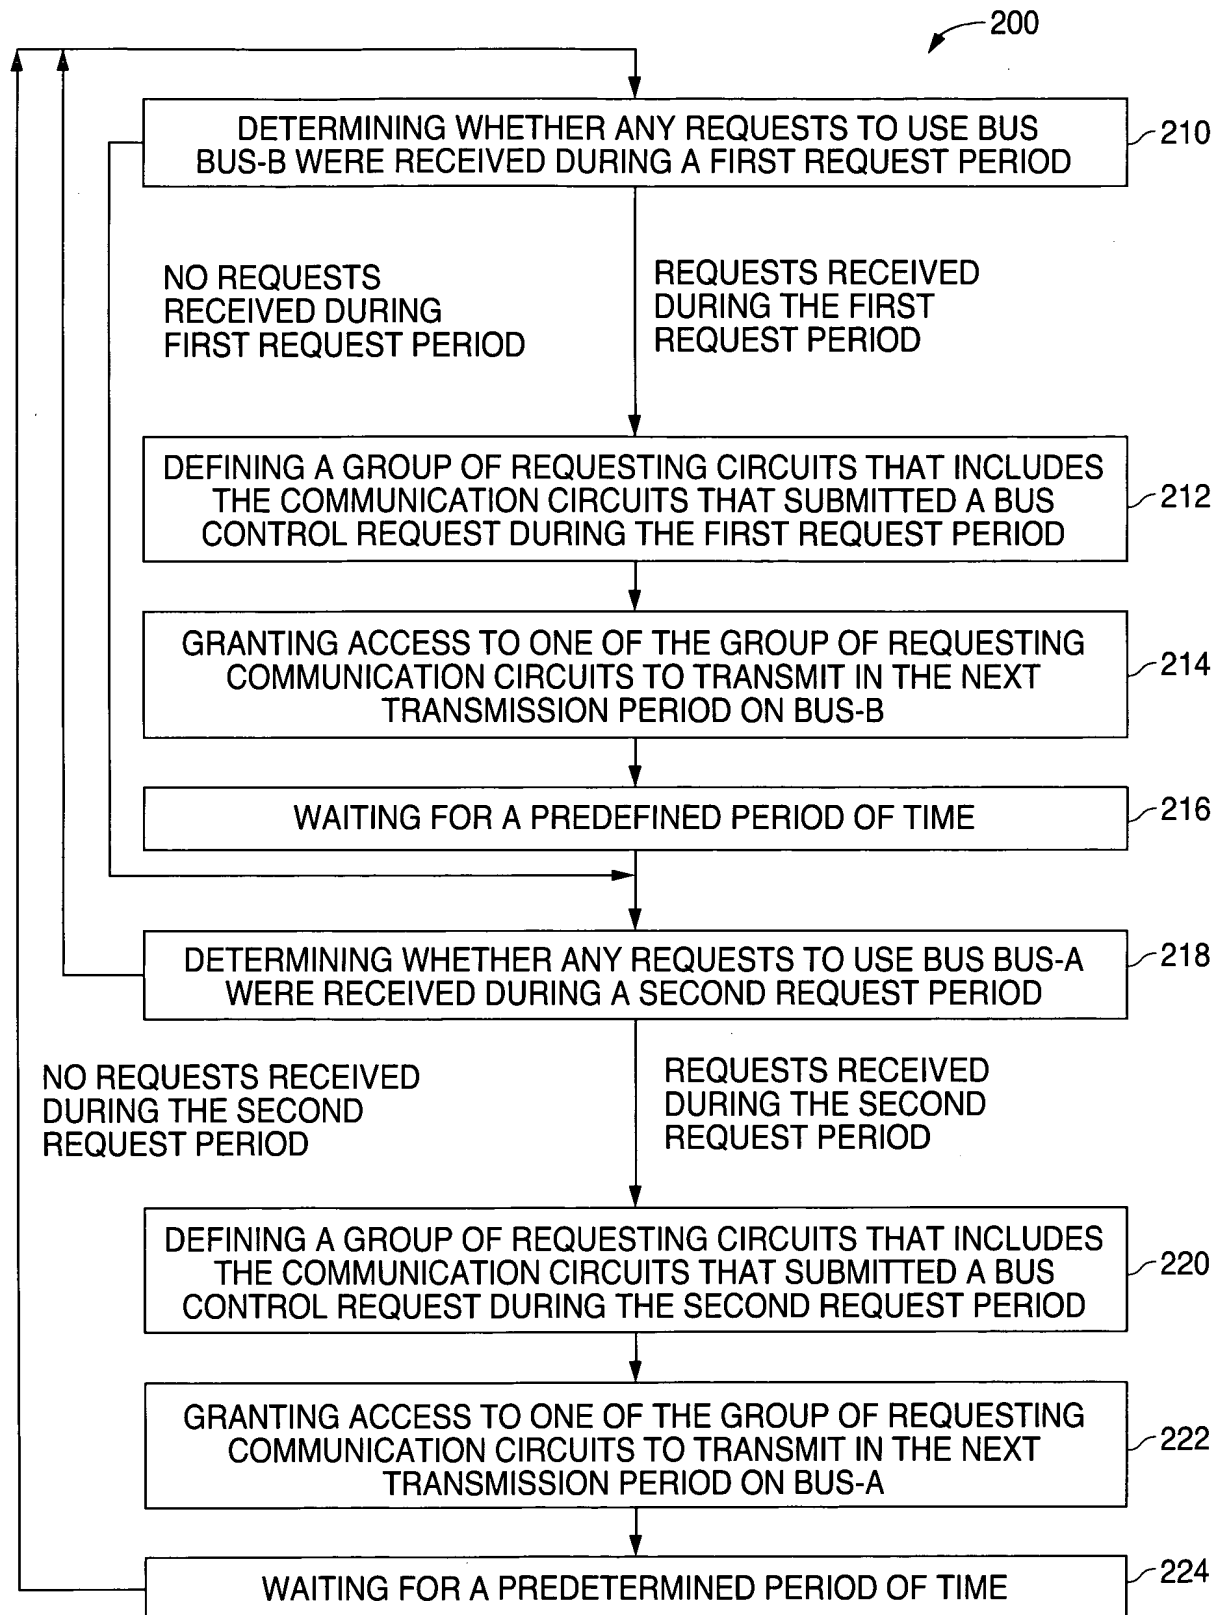 200
DETERMINING WHETHER ANY REQUESTS TO USE BUS
BUS-B WERE RECEIVED DURING A FIRST REQUEST PERIOD
210
NO REQUESTS
RECEIVED DURING
FIRST REQUEST PERIOD
REQUESTS RECEIVED
DURING THE FIRST
REQUEST PERIOD
DEFINING A GROUP OF REQUESTING CIRCUITS THAT INCLUDES
THE COMMUNICATION CIRCUITS THAT SUBMITTED A BUS
CONTROL REQUEST DURING THE FIRST REQUEST PERIOD
212
GRANTING ACCESS TO ONE OF THE GROUP OF REQUESTING
COMMUNICATION CIRCUITS TO TRANSMIT IN THE NEXT
TRANSMISSION PERIOD ON BUS-B
214
WAITING FOR A PREDEFINED PERIOD OF TIME
216
DETERMINING WHETHER ANY REQUESTS TO USE BUS BUS-A
WERE RECEIVED DURING A SECOND REQUEST PERIOD
218
NO REQUESTS RECEIVED
DURING THE SECOND
REQUEST PERIOD
REQUESTS RECEIVED
DURING THE SECOND
REQUEST PERIOD
DEFINING A GROUP OF REQUESTING CIRCUITS THAT INCLUDES
THE COMMUNICATION CIRCUITS THAT SUBMITTED A BUS
CONTROL REQUEST DURING THE SECOND REQUEST PERIOD
220
GRANTING ACCESS TO ONE OF THE GROUP OF REQUESTING
COMMUNICATION CIRCUITS TO TRANSMIT IN THE NEXT
TRANSMISSION PERIOD ON BUS-A
222
WAITING FOR A PREDETERMINED PERIOD OF TIME
224